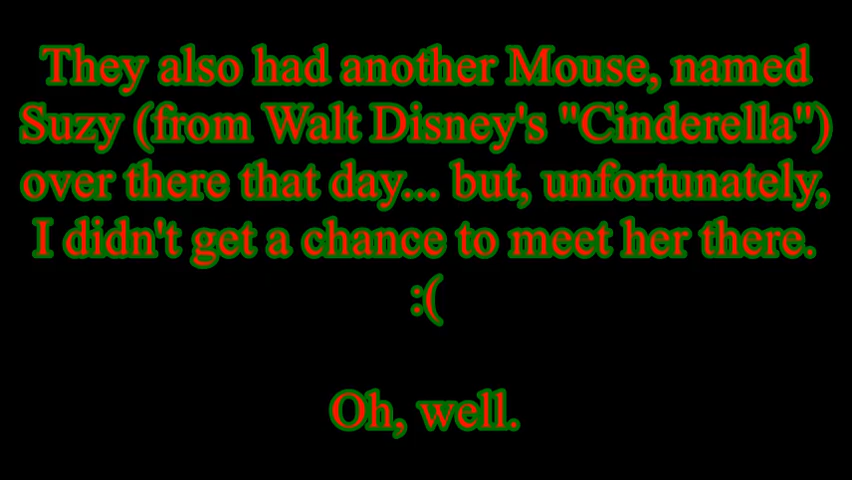 They also had another Mouse, named
Suzy (from Walt Disney's "Cinderella")
over there that day... but, unfortunately,
I didn't get a chance to meet her there.
:(
Oh, well.